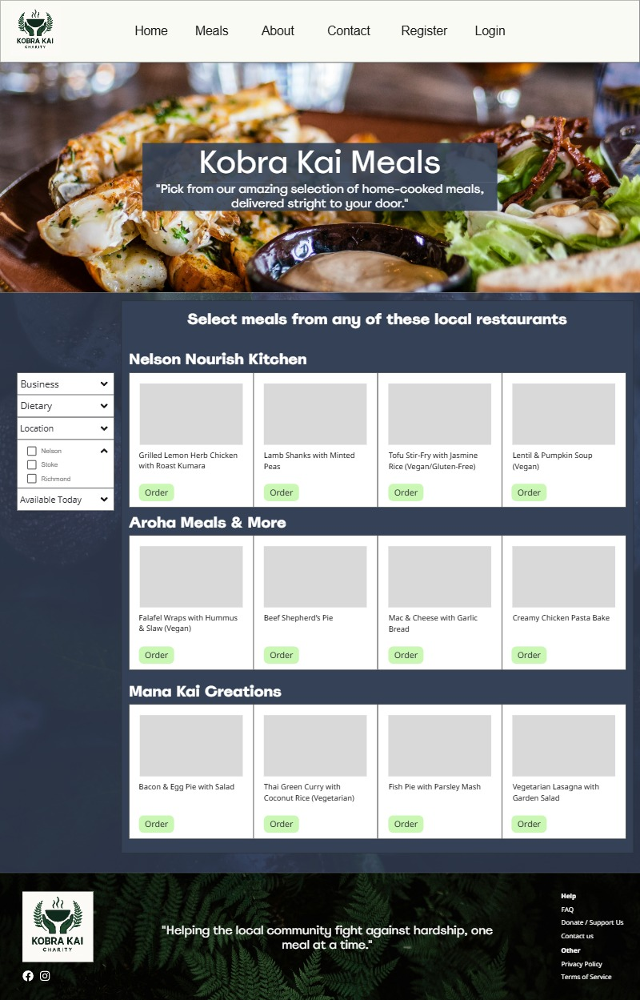 KOBRA KAI
CHARITY
Home
Meals
About
Contact
Register
Login
Kobra Kai Meals
"Pick from our amazing selection of home-cooked meals,
delivered stright to your door."
Select meals from any of these local restaurants
Business
Dietary
Location
Nelson
Stoke
Richmond
Available Today
Nelson Nourish Kitchen
Grilled Lemon Herb Chicken
with Roast Kumara
Order
Lamb Shanks with Minted
Peas
Order
Tofu Stir-Fry with Jasmine
Rice (Vegan/Gluten-Free)
Order
Lentil & Pumpkin Soup
(Vegan)
Order
Aroha Meals & More
Falafel Wraps with Hummus
& Slaw (Vegan)
Order
Beef Shepherd's Pie
Order
Mac & Cheese with Garlic
Bread
Order
Creamy Chicken Pasta Bake
Order
Mana Kai Creations
Bacon & Egg Pie with Salad
Order
Thai Green Curry with
Coconut Rice (Vegetarian)
Order
Fish Pie with Parsley Mash
Order
Vegetarian Lasagna with
Garden Salad
Order
KOBRA KAI
CHARITY
"Helping the local community fight against hardship, one
meal at a time."
Help
FAQ
Donate / Support Us
Contact us
Other
Privacy Policy
Terms of Service